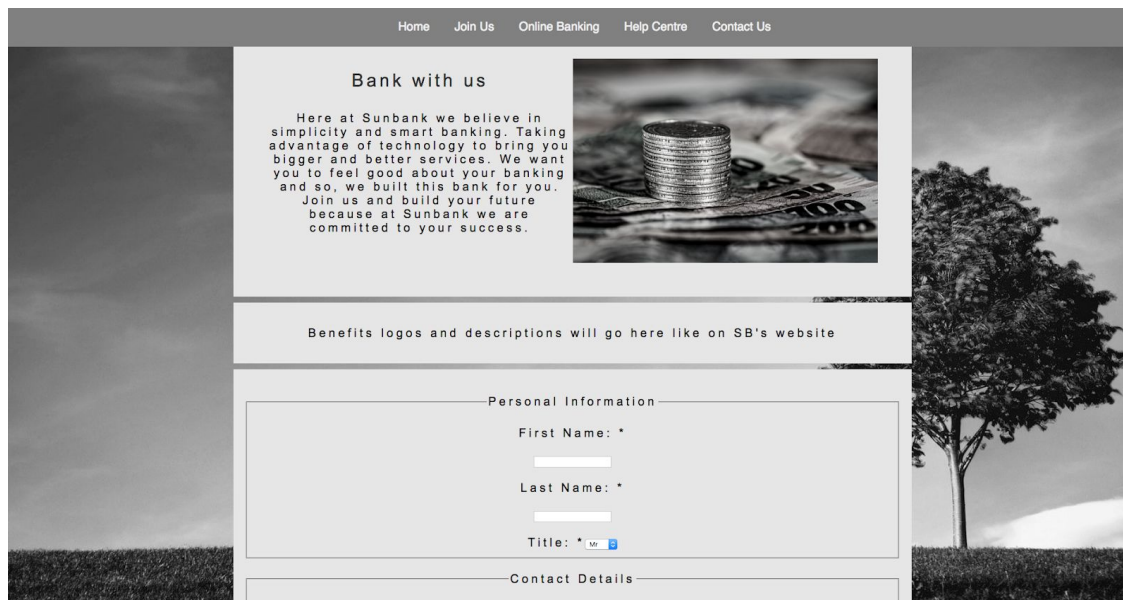 Home Join Us Online Banking Help Centre Contact Us
Bank with us
Here at Sunbank we believe in
simplicity and smart banking. Taking
advantage of technology to bring you
bigger and better services. We want
you to feel good about your banking
and so, we built this bank for you.
Join us and build your future
because at Sunbank we are
committed to your success.
50
100
200
Benefits logos and descriptions will go here like on SB's website
Personal Information
First Name: *
Last Name: *
Title: * Mr
Contact Details